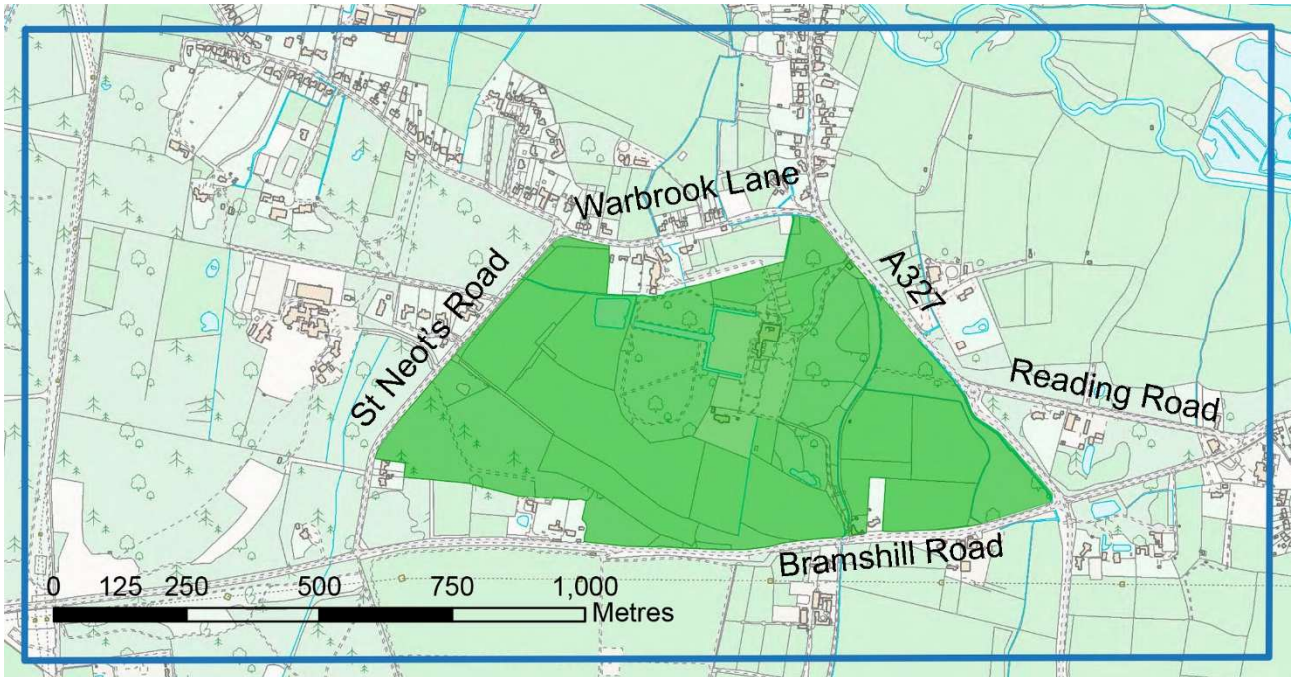 Warbrook Lane
A327
St Neot's Road
Reading Road
Bramshill Road
0 125 250 500 750 1,000
Metres